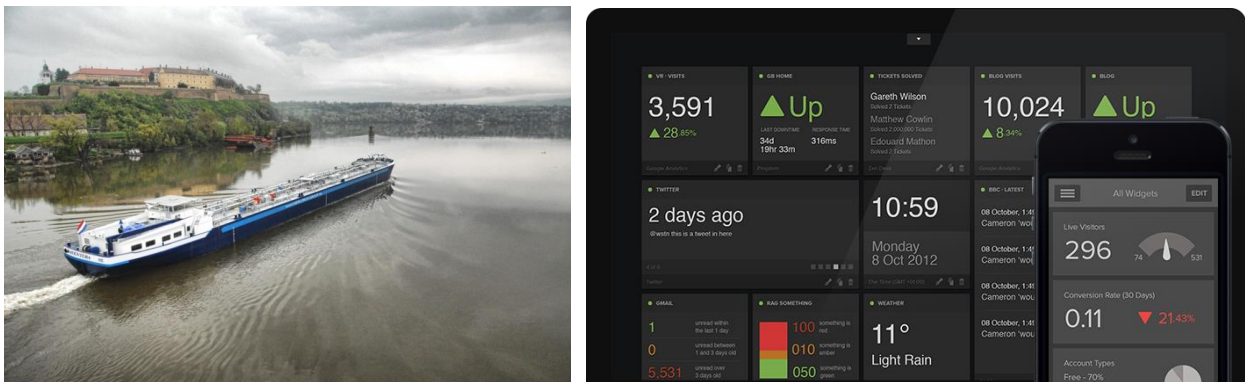 VR - VISITS
3,591
28.85%
Google Analytics
GB HOME
Up
LAST DOWNTIME
RESPONSE TIME
34d
19hr 33m
316ms
Pingdom
TICKETS SOLVED
Gareth Wilson
Solved 2 Tickets
Matthew Cowlin
Solved 2,000,000 Tickets
Edouard Mathon
Solved 2 Tickets
BLOG VISITS
10,024
8.34%
Google Analytics
BLOG
Up
TWITTER
2 days ago
@wstn this is a tweet in here
Twitter
10:59
Monday
8 Oct 2012
BBC - LATEST
08 October, 1:4
Cameron 'wou
08 October, 1:4
Cameron 'wou
08 October, 1:4
Cameron 'wou
08 October, 1:4
Cameron 'wou
GMAIL
1
unread within
the last 1 day
0
unread between
1 and 3 days old
5,531
unread over
3 days old
RAG SOMETHING
100
something is
red
010
something is
amber
050
something is
green
WEATHER
11°
Light Rain
All Widgets
EDIT
Live Visitors
296
74
531
Conversion Rate (30 Days)
0.11
21.43%
Account Types
Free - 70%